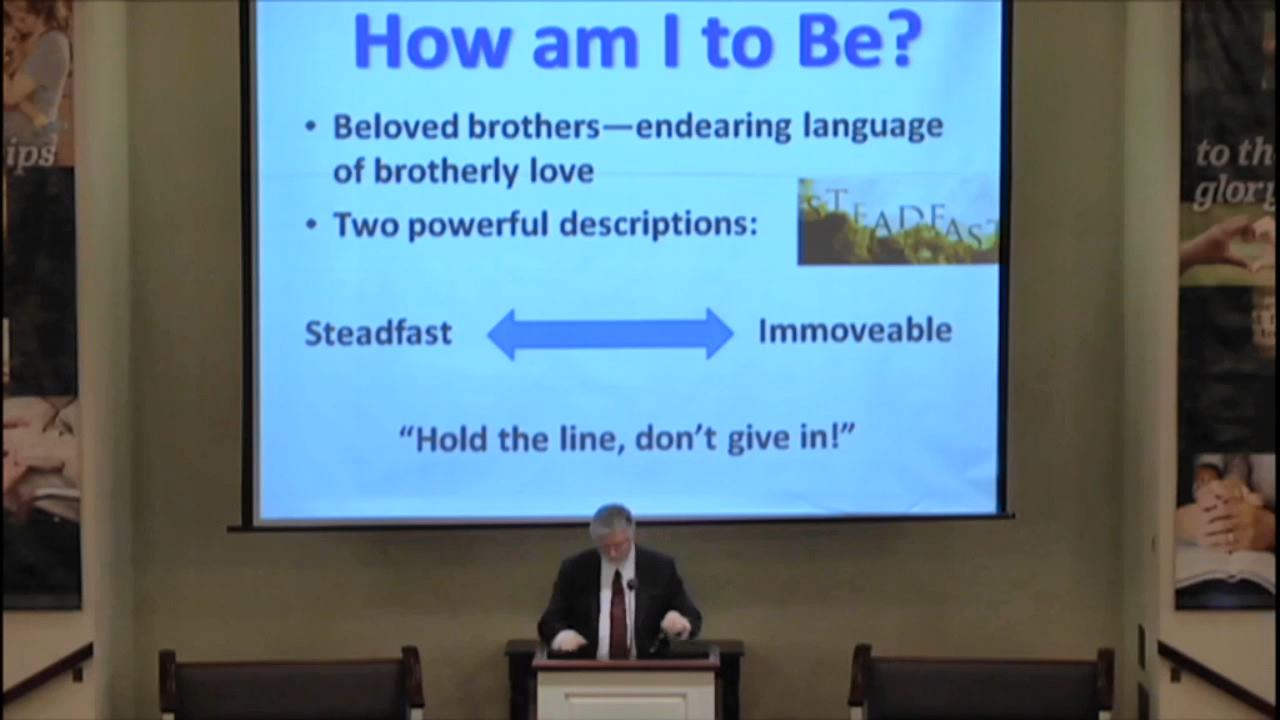 How am I to Be?
• Beloved brothers—endearing language
of brotherly love
• Two powerful descriptions:
STEADFAST
Steadfast
Immoveable
“Hold the line, don’t give in!”
ips
to th
glory